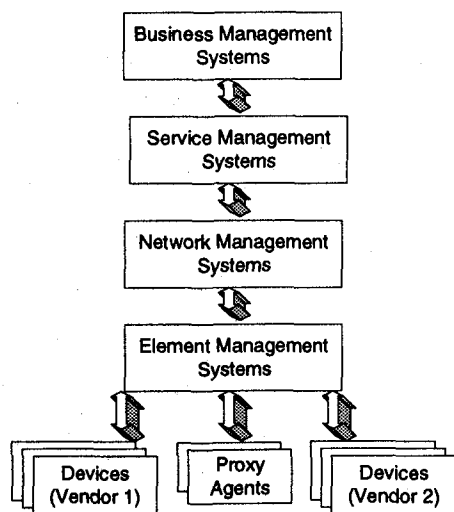 Business Management
Systems
Service Management
Systems
Network Management
Systems
Element Management
Systems
Devices
(Vendor 1)
Proxy
Agents
Devices
(Vendor 2)